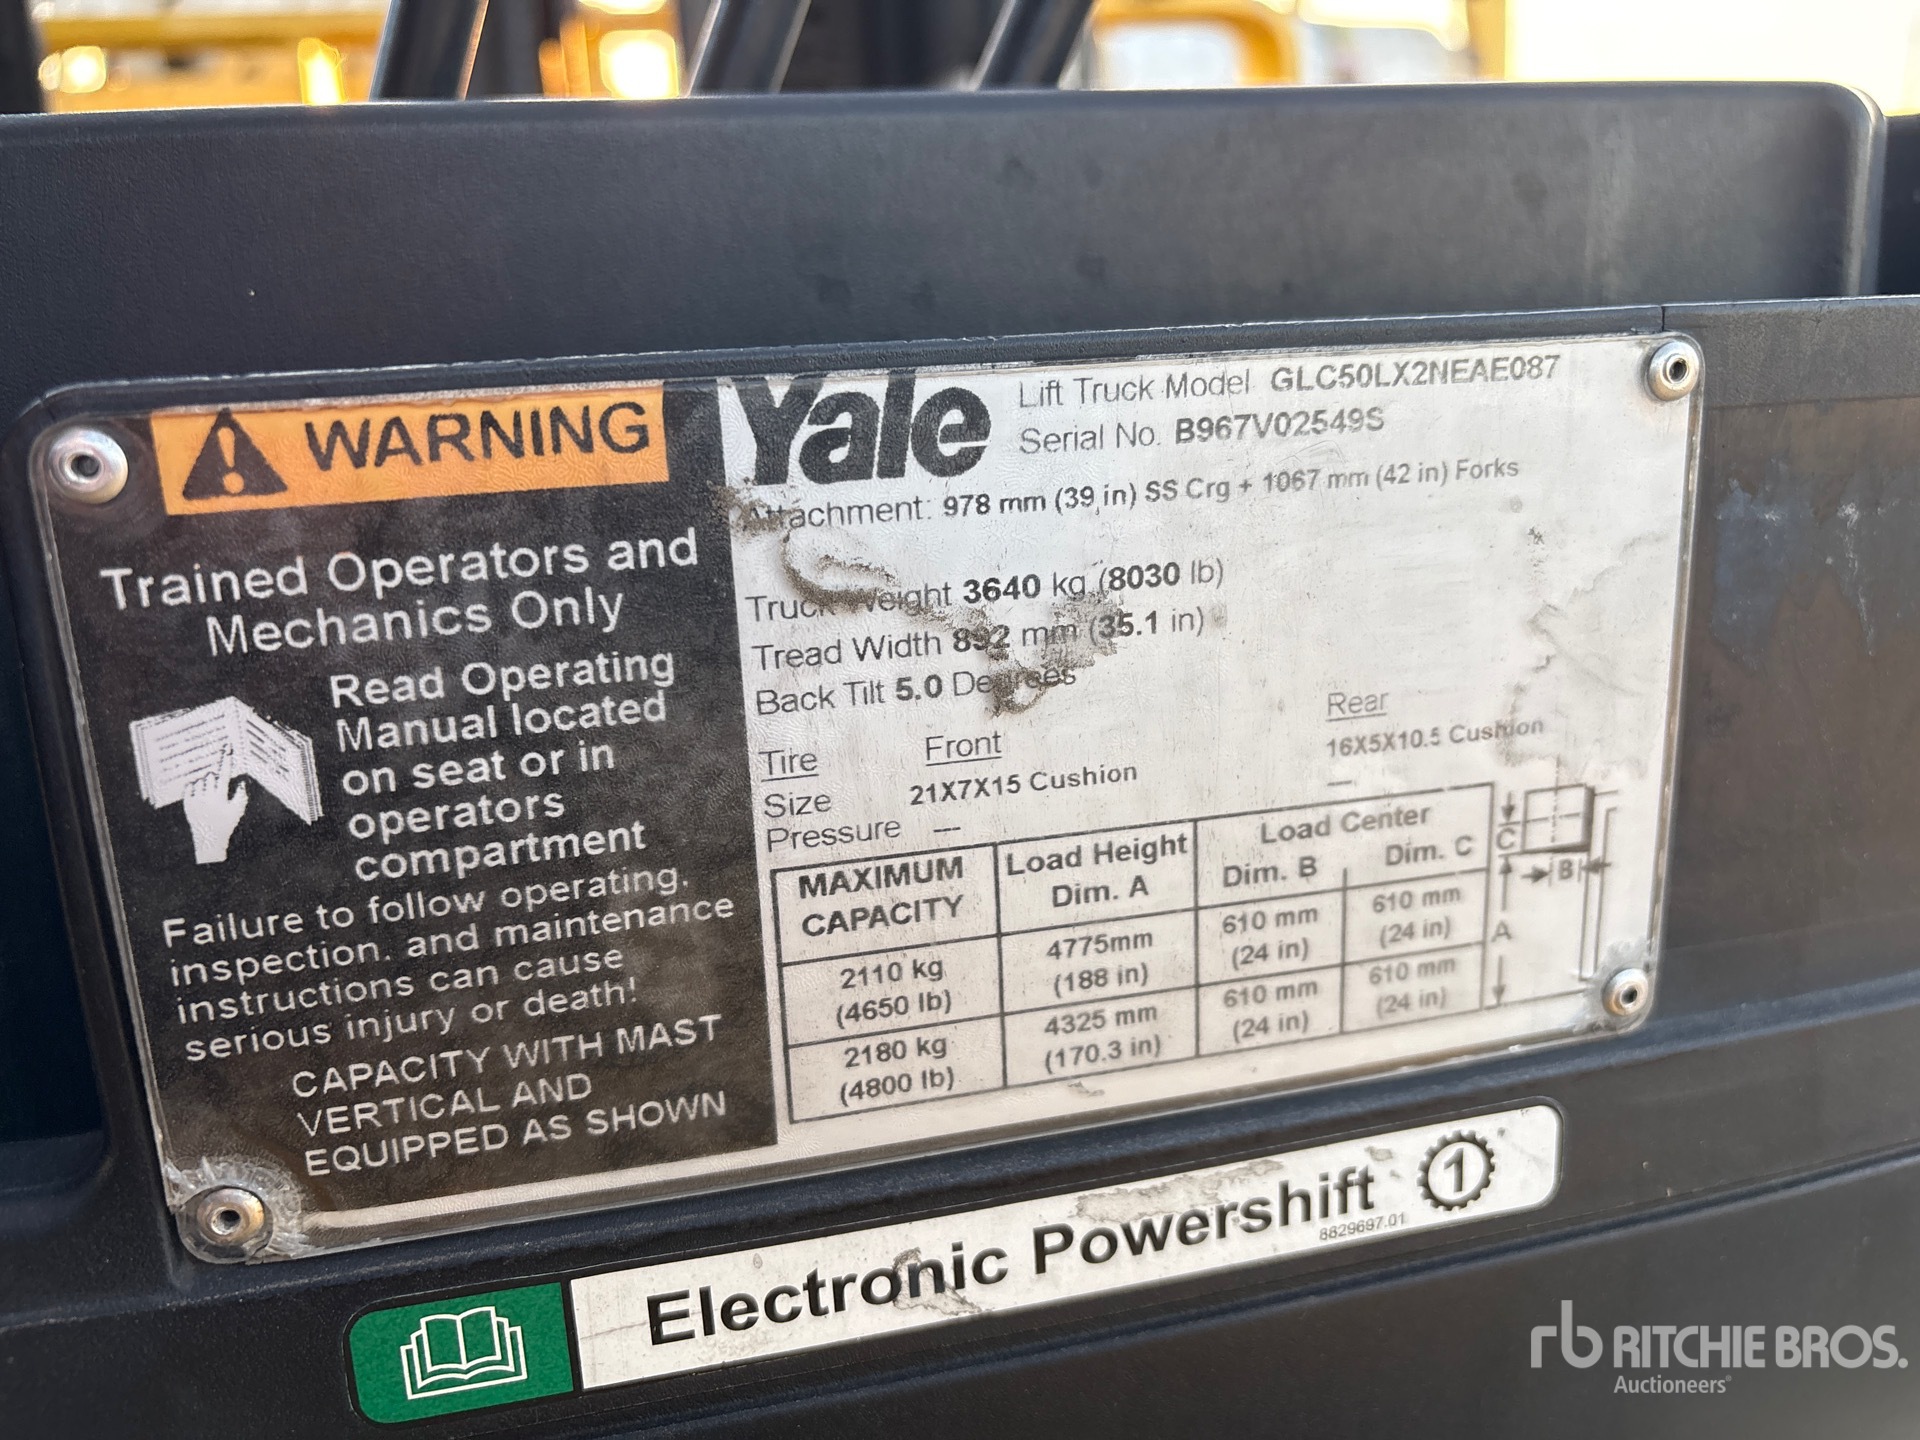 WARNING
Trained Operators and
Mechanics Only
Read Operating
Manual located
on seat or in
operators
compartment
Failure to follow operating,
inspection, and maintenance
instructions can cause
serious injury or death!
CAPACITY WITH MAST
VERTICAL AND
EQUIPPED AS SHOWN
Yale
Lift Truck Model GLC50LX2NEAE087
Serial No. B967V02549S
Attachment: 978 mm (39 in) SS Crg + 1067 mm (42 in) Forks
Truck Weight 3640 kg (8030 lb)
Tread Width 892 mm (35.1 in)
Back Tilt 5.0 Degrees
Tire Front Rear
Size 21X7X15 Cushion 16X5X10.5 Cushion
Pressure — —
MAXIMUM CAPACITY Load Height Dim. A Load Center Dim. B Dim. C
2110 kg 4775mm 610 mm 610 mm
(4650 lb) (188 in) (24 in) (24 in)
2180 kg 4325 mm 610 mm 610 mm
(4800 lb) (170.3 in) (24 in) (24 in)
C
B
A
Electronic Powershift 1
8829697.01
rb RITCHIE BROS.
Auctioneers